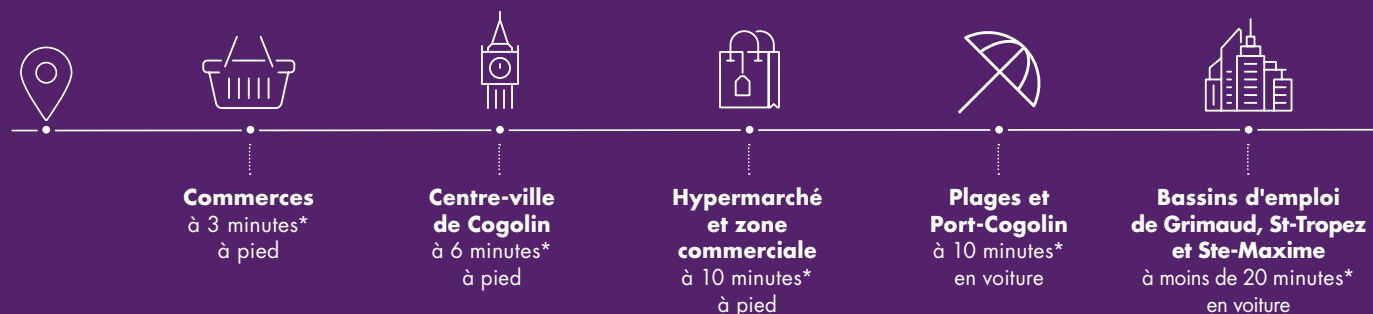 Commerces
à 3 minutes*
à pied
Centre-ville
de Cogolin
à 6 minutes*
à pied
Hypermarché
et zone
commerciale
à 10 minutes*
à pied
Plages et
Port-Cogolin
à 10 minutes*
en voiture
Bassins d'emploi
de Grimaud, St-Tropez
et Ste-Maxime
à moins de 20 minutes*
en voiture